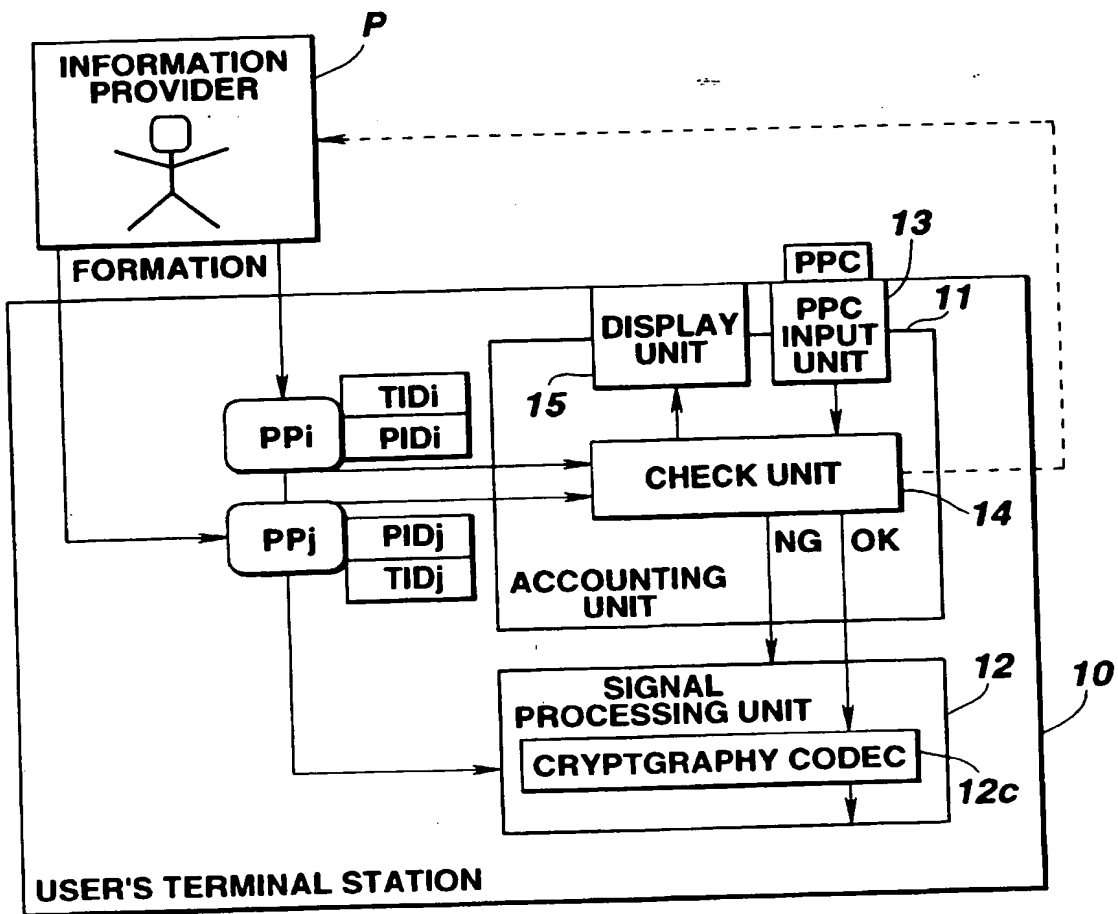 P
INFORMATION
PROVIDER
FORMATION
PPC
13
11
DISPLAY
UNIT
PPC
INPUT
UNIT
15
TIDi
PIDi
PPi
CHECK UNIT
14
PPj
PIDj
TIDj
NG
OK
ACCOUNTING
UNIT
SIGNAL
PROCESSING UNIT
12
10
CRYPTGRAPHY CODEC
12c
USER'S TERMINAL STATION